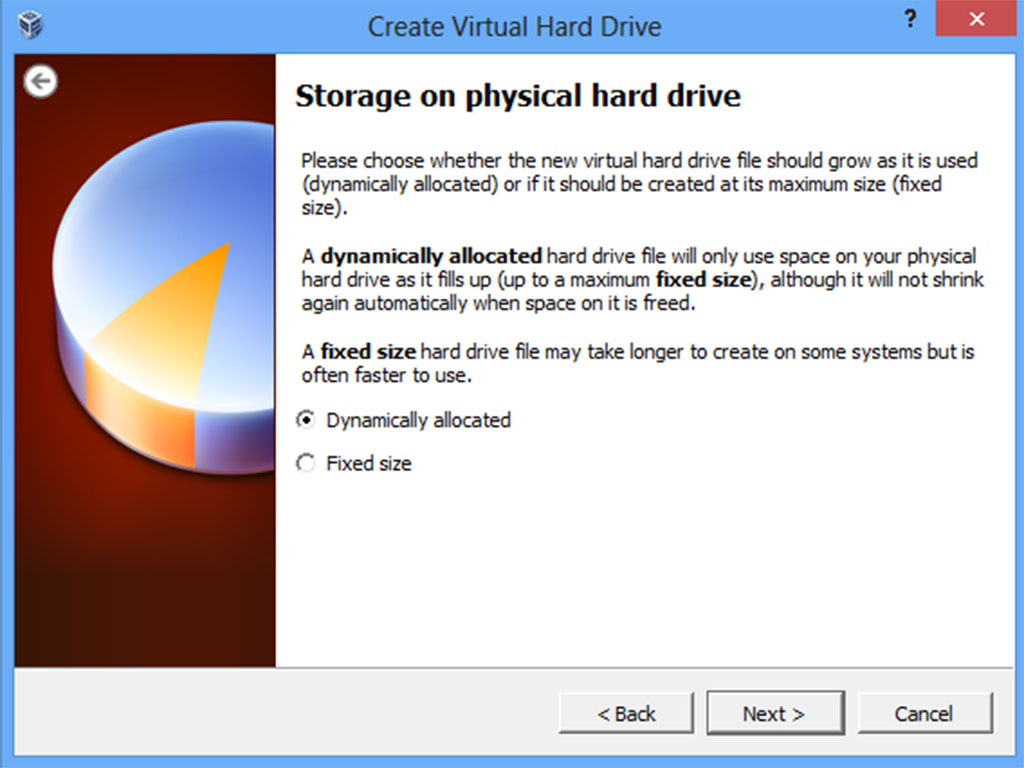 Create Virtual Hard Drive
?
Storage on physical hard drive
Please choose whether the new virtual hard drive file should grow as it is used
(dynamically allocated) or if it should be created at its maximum size (fixed
size).
A dynamically allocated hard drive file will only use space on your physical
hard drive as it fills up (up to a maximum fixed size), although it will not shrink
again automatically when space on it is freed.
A fixed size hard drive file may take longer to create on some systems but is
often faster to use.
Dynamically allocated
Fixed size
< Back Next > Cancel